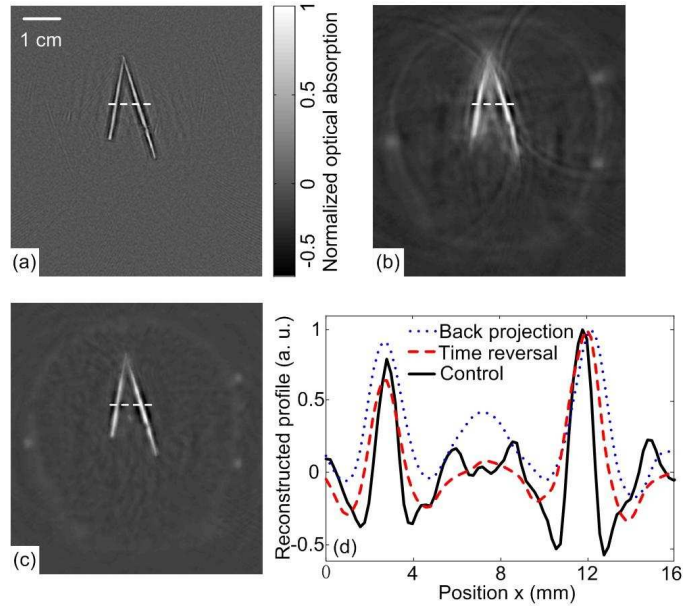 1 cm
(a)
1
0.5
0
-0.5
Normalized optical absorption
(b)
(c)
Reconstructed profile (a. u.)
1
0.5
0
-0.5
Back projection
Time reversal
Control
(d)
0 4 8 12 16
Position x (mm)